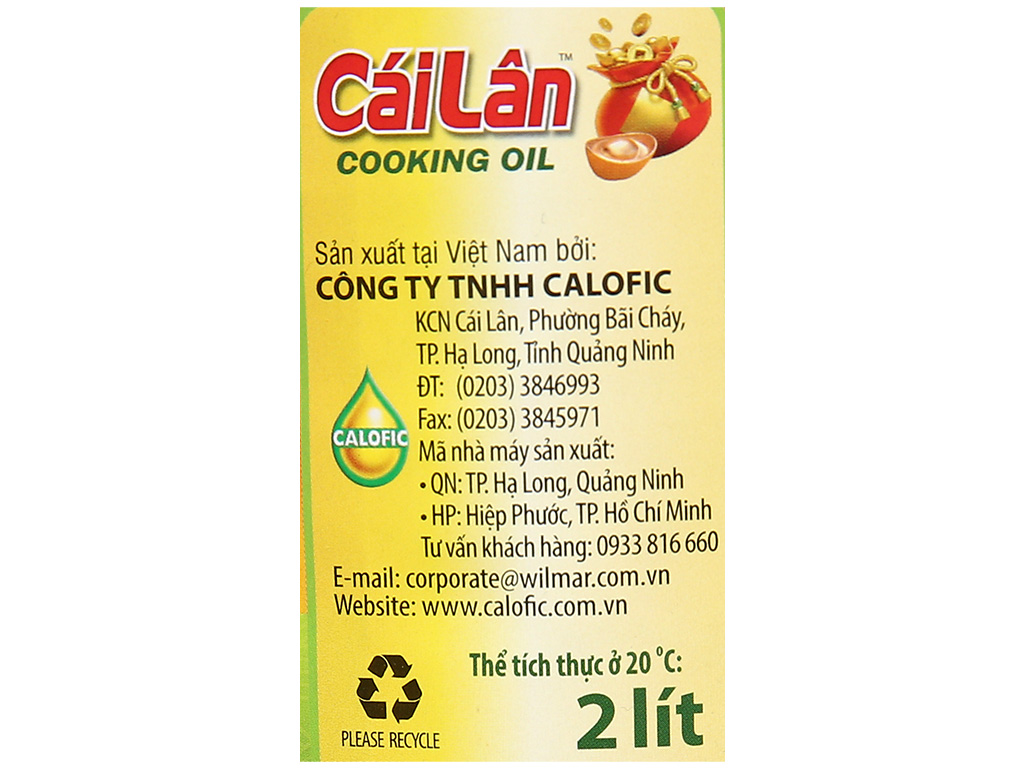 CáiLân™
COOKING OIL
Sản xuất tại Việt Nam bởi:
CÔNG TY TNHH CALOFIC
KCN Cái Lân, Phường Bãi Cháy,
TP. Hạ Long, Tỉnh Quảng Ninh
ĐT: (0203) 3846993
Fax: (0203) 3845971
CALOFIC
Mã nhà máy sản xuất:
• QN: TP. Hạ Long, Quảng Ninh
• HP: Hiệp Phước, TP. Hồ Chí Minh
Tư vấn khách hàng: 0933 816 660
E-mail: corporate@wilmar.com.vn
Website: www.calofic.com.vn
Thể tích thực ở 20 °C:
2 lít
PLEASE RECYCLE